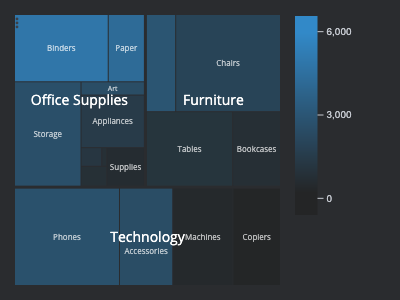 Binders
Paper
Art
Office Supplies
Appliances
Storage
Supplies
Chairs
Furniture
Tables
Bookcases
Phones
Technology
Accessories
Machines
Copiers
6,000
3,000
0